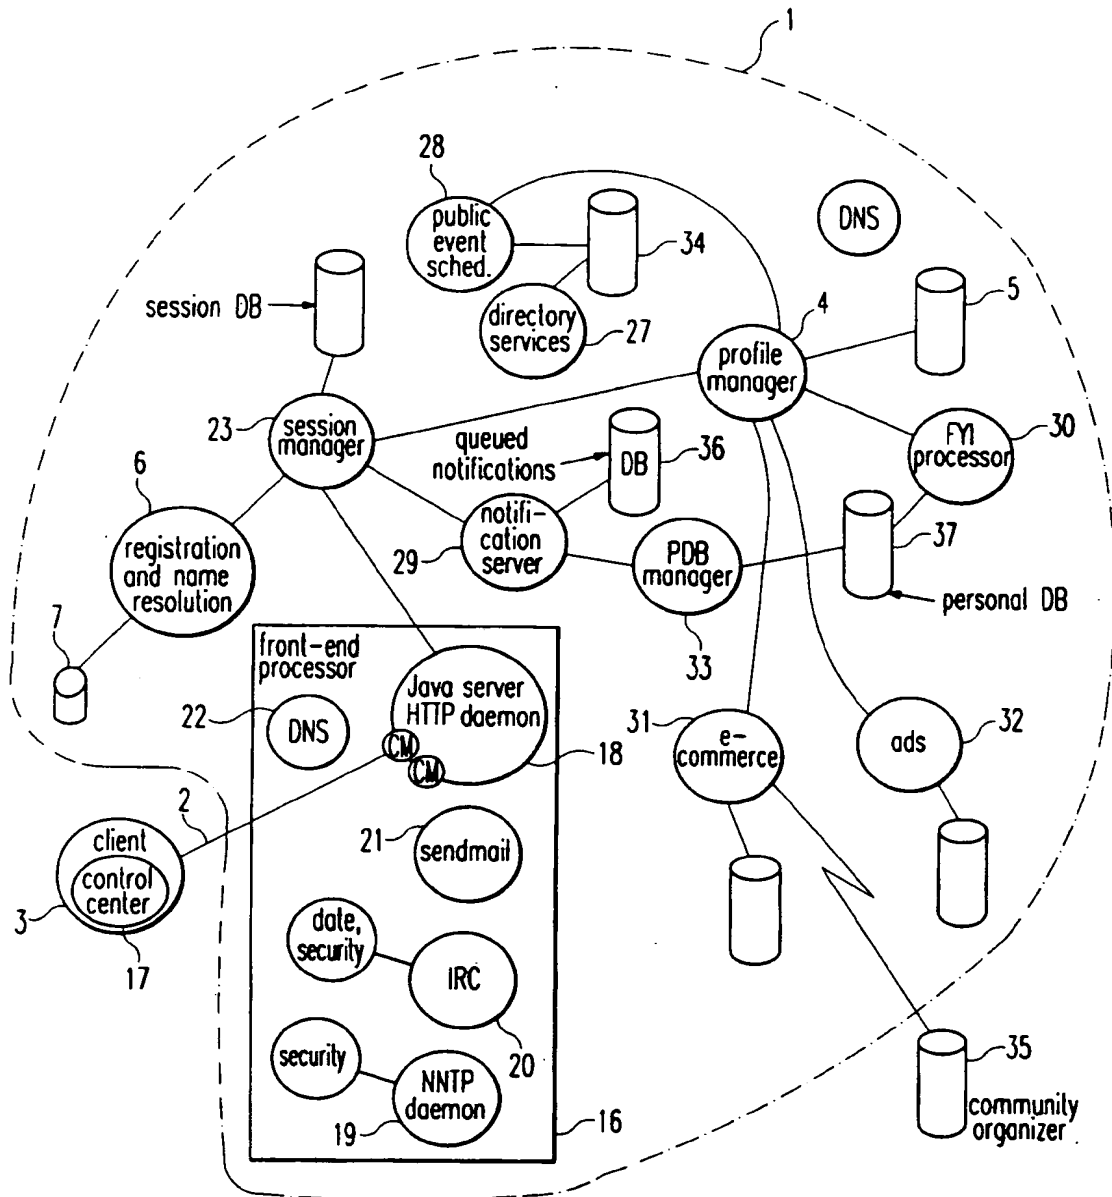 1
28
public
event
sched.
34
DNS
session DB
directory
services
27
4
5
profile
manager
23
session
manager
queued
notifications
DB
36
FYI
processor
30
6
registration
and name
resolution
notifi-
cation
server
29
PDB
manager
33
37
personal DB
7
front-end
processor
Java server
HTTP daemon
CM
CM
18
22
DNS
31
e-
commerce
ads
32
2
client
control
center
3
17
21
sendmail
date,
security
IRC
20
security
NNTP
daemon
19
16
35
community
organizer